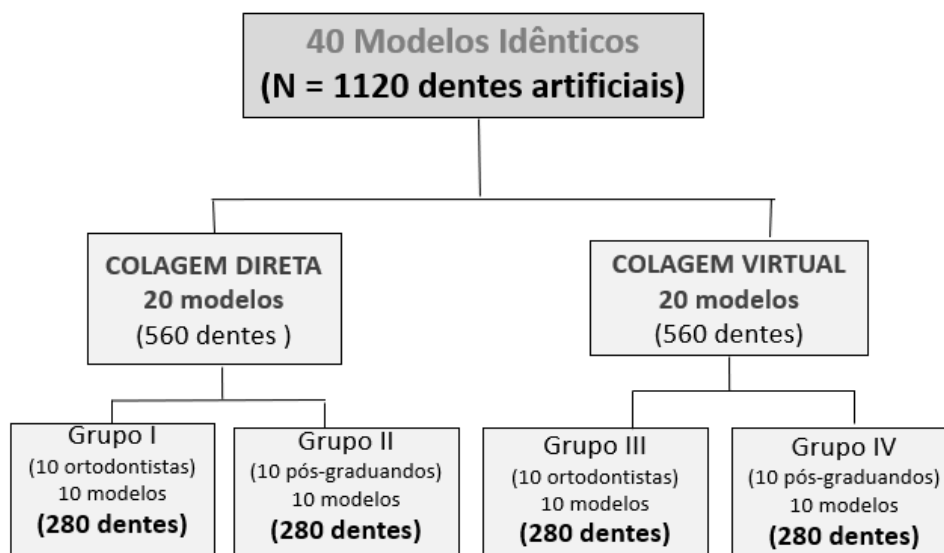 40 Modelos Idênticos
(N = 1120 dentes artificiais)
COLAGEM DIRETA
20 modelos
(560 dentes )
COLAGEM VIRTUAL
20 modelos
(560 dentes)
Grupo I
(10 ortodontistas)
10 modelos
(280 dentes)
Grupo II
(10 pós-graduandos)
10 modelos
(280 dentes)
Grupo III
(10 ortodontistas)
10 modelos
(280 dentes)
Grupo IV
(10 pós-graduandos)
10 modelos
(280 dentes)